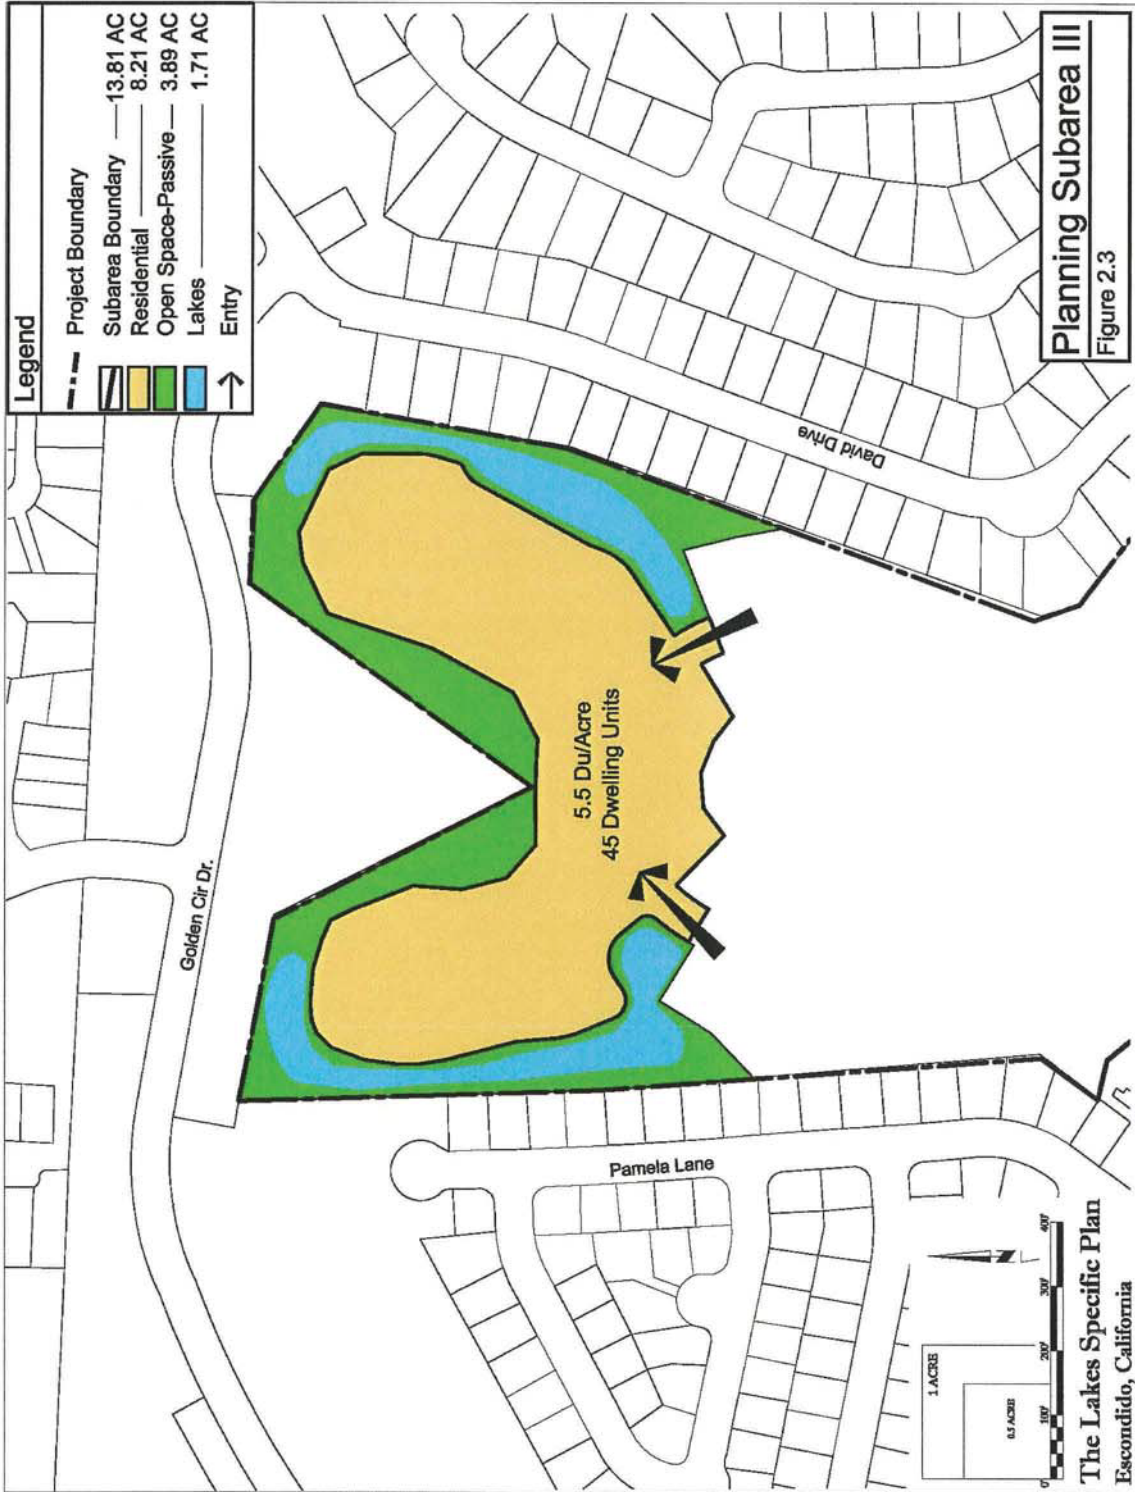 Legend
Project Boundary
Subarea Boundary 13.81 AC
Residential 8.21 AC
Open Space-Passive 3.89 AC
Lakes 1.71 AC
Entry
Golden Cir Dr.
5.5 Du/Acre
45 Dwelling Units
David Drive
Pamela Lane
1 ACRE
0.5 ACRE
0' 100' 200' 300' 400'
The Lakes Specific Plan
Escondido, California
Planning Subarea III
Figure 2.3